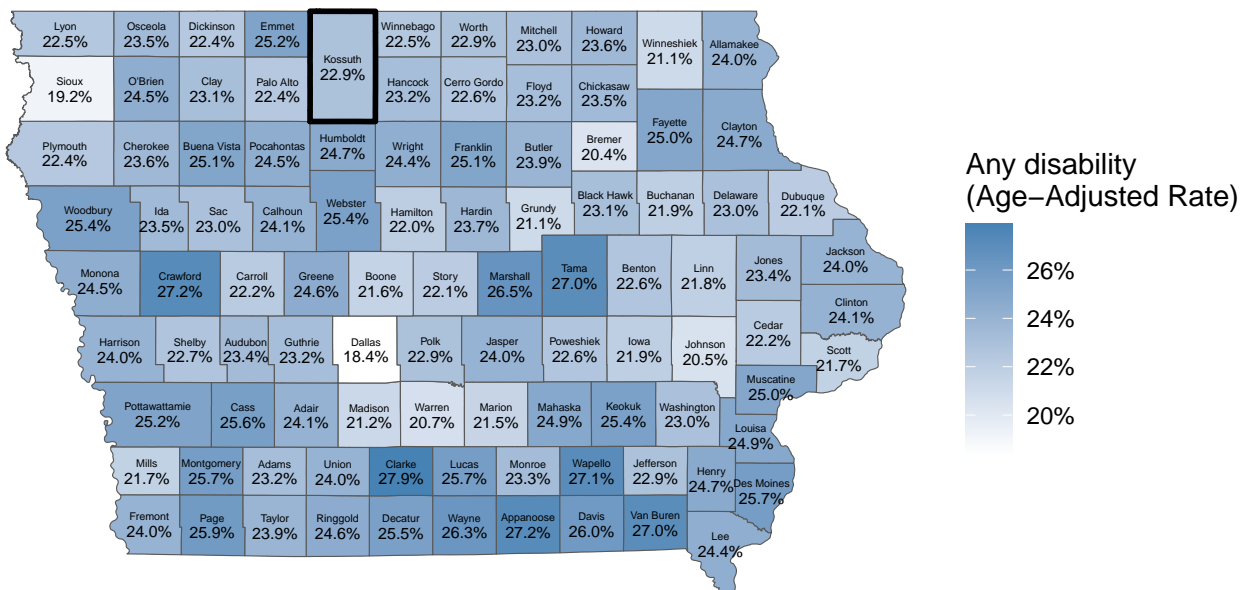 Lyon
22.5%
Osceola
23.5%
Dickinson
22.4%
Emmet
25.2%
Kossuth
22.9%
Winnebago
22.5%
Worth
22.9%
Mitchell
23.0%
Howard
23.6%
Winneshiek
21.1%
Allamakee
24.0%
Sioux
19.2%
O'Brien
24.5%
Clay
23.1%
Palo Alto
22.4%
Hancock
23.2%
Cerro Gordo
22.6%
Floyd
23.2%
Chickasaw
23.5%
Fayette
25.0%
Clayton
24.7%
Plymouth
22.4%
Cherokee
23.6%
Buena Vista
25.1%
Pocahontas
24.5%
Humboldt
24.7%
Wright
24.4%
Franklin
25.1%
Butler
23.9%
Bremer
20.4%
Woodbury
25.4%
Ida
23.5%
Sac
23.0%
Calhoun
24.1%
Webster
25.4%
Hamilton
22.0%
Hardin
23.7%
Grundy
21.1%
Black Hawk
23.1%
Buchanan
21.9%
Delaware
23.0%
Dubuque
22.1%
Monona
24.5%
Crawford
27.2%
Carroll
22.2%
Greene
24.6%
Boone
21.6%
Story
22.1%
Marshall
26.5%
Tama
27.0%
Benton
22.6%
Linn
21.8%
Jones
23.4%
Jackson
24.0%
Clinton
24.1%
Harrison
24.0%
Shelby
22.7%
Audubon
23.4%
Guthrie
23.2%
Dallas
18.4%
Polk
22.9%
Jasper
24.0%
Poweshiek
22.6%
Iowa
21.9%
Johnson
20.5%
Cedar
22.2%
Scott
21.7%
Muscatine
25.0%
Pottawattamie
25.2%
Cass
25.6%
Adair
24.1%
Madison
21.2%
Warren
20.7%
Marion
21.5%
Mahaska
24.9%
Keokuk
25.4%
Washington
23.0%
Louisa
24.9%
Mills
21.7%
Montgomery
25.7%
Adams
23.2%
Union
24.0%
Clarke
27.9%
Lucas
25.7%
Monroe
23.3%
Wapello
27.1%
Jefferson
22.9%
Henry
24.7%
Des Moines
25.7%
Fremont
24.0%
Page
25.9%
Taylor
23.9%
Ringgold
24.6%
Decatur
25.5%
Wayne
26.3%
Appanoose
27.2%
Davis
26.0%
Van Buren
27.0%
Lee
24.4%
Any disability
(Age−Adjusted Rate)
26%
24%
22%
20%